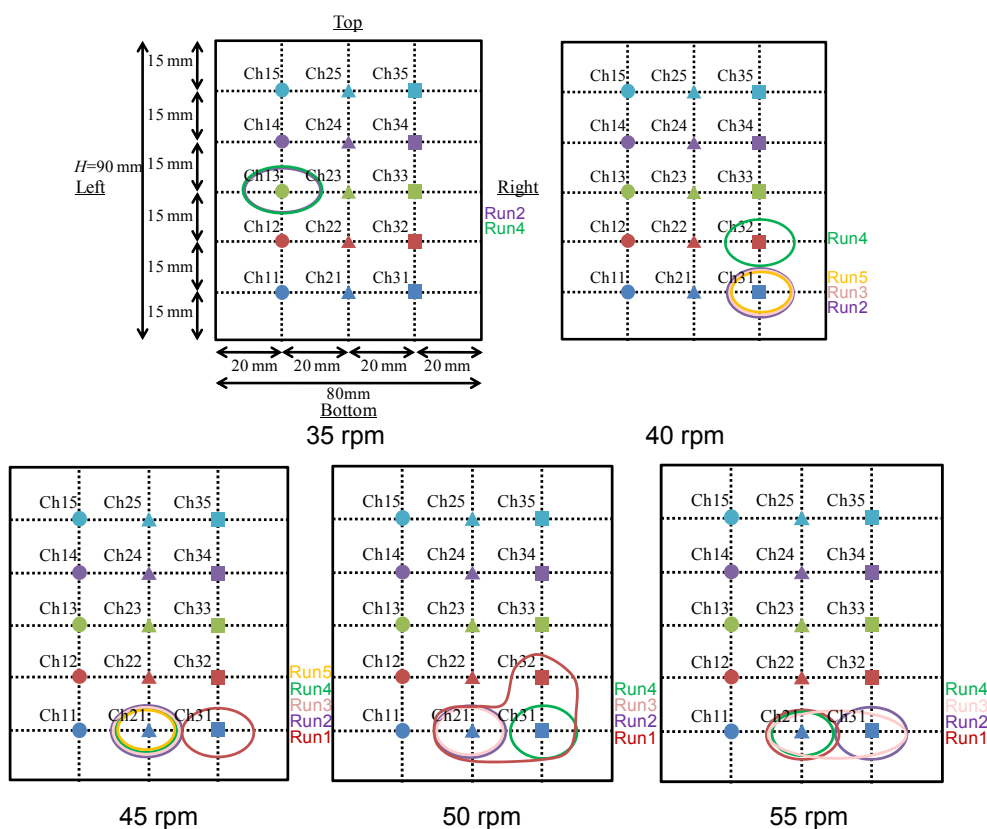 Top
15 mm
Ch15 Ch25 Ch35
15 mm
Ch14 Ch24 Ch34
15 mm
H=90 mm
Left
Ch13 Ch23 Ch33
15 mm
Ch12 Ch22 Ch32
15 mm
Ch11 Ch21 Ch31
15 mm
Right
Run2
Run4
20 mm 20 mm 20 mm 20 mm
80mm
Bottom
35 rpm
Ch15 Ch25 Ch35
Ch14 Ch24 Ch34
Ch13 Ch23 Ch33
Ch12 Ch22 Ch32
Run4
Ch11 Ch21 Ch31
Run5
Run3
Run2
40 rpm
Ch15 Ch25 Ch35
Ch14 Ch24 Ch34
Ch13 Ch23 Ch33
Ch12 Ch22 Ch32
Ch11 Ch21 Ch31
Run5
Run4
Run3
Run2
Run1
45 rpm
Ch15 Ch25 Ch35
Ch14 Ch24 Ch34
Ch13 Ch23 Ch33
Ch12 Ch22 Ch32
Ch11 Ch21 Ch31
Run4
Run3
Run2
Run1
50 rpm
Ch15 Ch25 Ch35
Ch14 Ch24 Ch34
Ch13 Ch23 Ch33
Ch12 Ch22 Ch32
Ch11 Ch21 Ch31
Run4
Run3
Run2
Run1
55 rpm